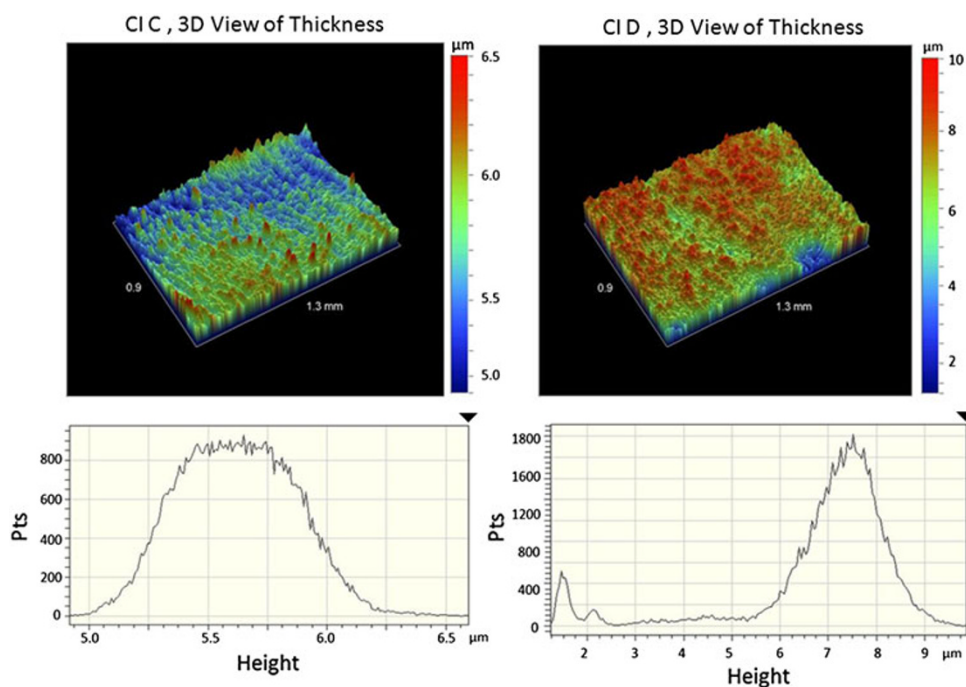 CI C , 3D View of Thickness
µm
6.5
6.0
5.5
5.0
0.9
1.3 mm
CI D , 3D View of Thickness
µm
10
8
6
4
2
0.9
1.3 mm
Pts
800
600
400
200
0
5.0 5.5 6.0 6.5 µm
Height
Pts
1800
1600
1200
800
400
0
2 3 4 5 6 7 8 9 µm
Height